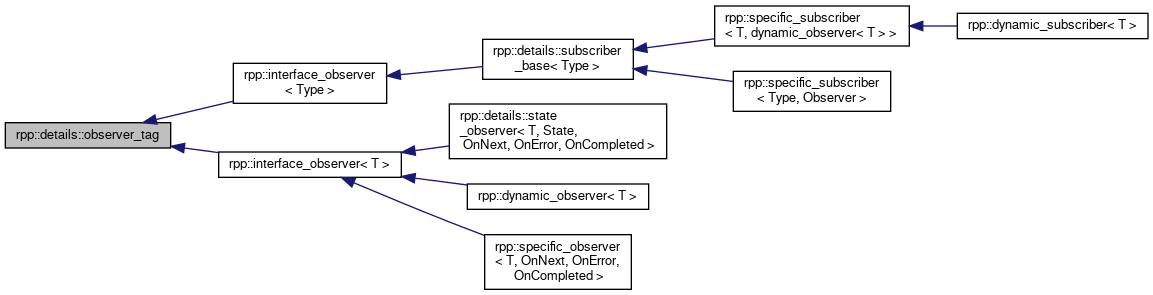 rpp::details::observer_tag
rpp::interface_observer
< Type >
rpp::interface_observer< T >
rpp::details::subscriber
_base< Type >
rpp::details::state
_observer< T, State,
OnNext, OnError, OnCompleted >
rpp::dynamic_observer< T >
rpp::specific_observer
< T, OnNext, OnError,
OnCompleted >
rpp::specific_subscriber
< T, dynamic_observer< T > >
rpp::specific_subscriber
< Type, Observer >
rpp::dynamic_subscriber< T >